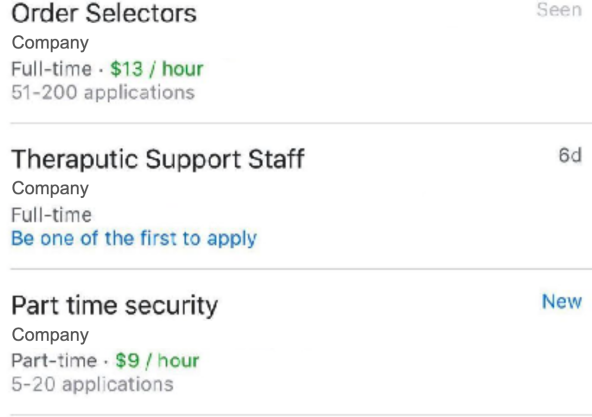 Order Selectors
Seen
Company
Full-time · $13 / hour
51-200 applications
Theraputic Support Staff
6d
Company
Full-time
Be one of the first to apply
Part time security
New
Company
Part-time · $9 / hour
5-20 applications